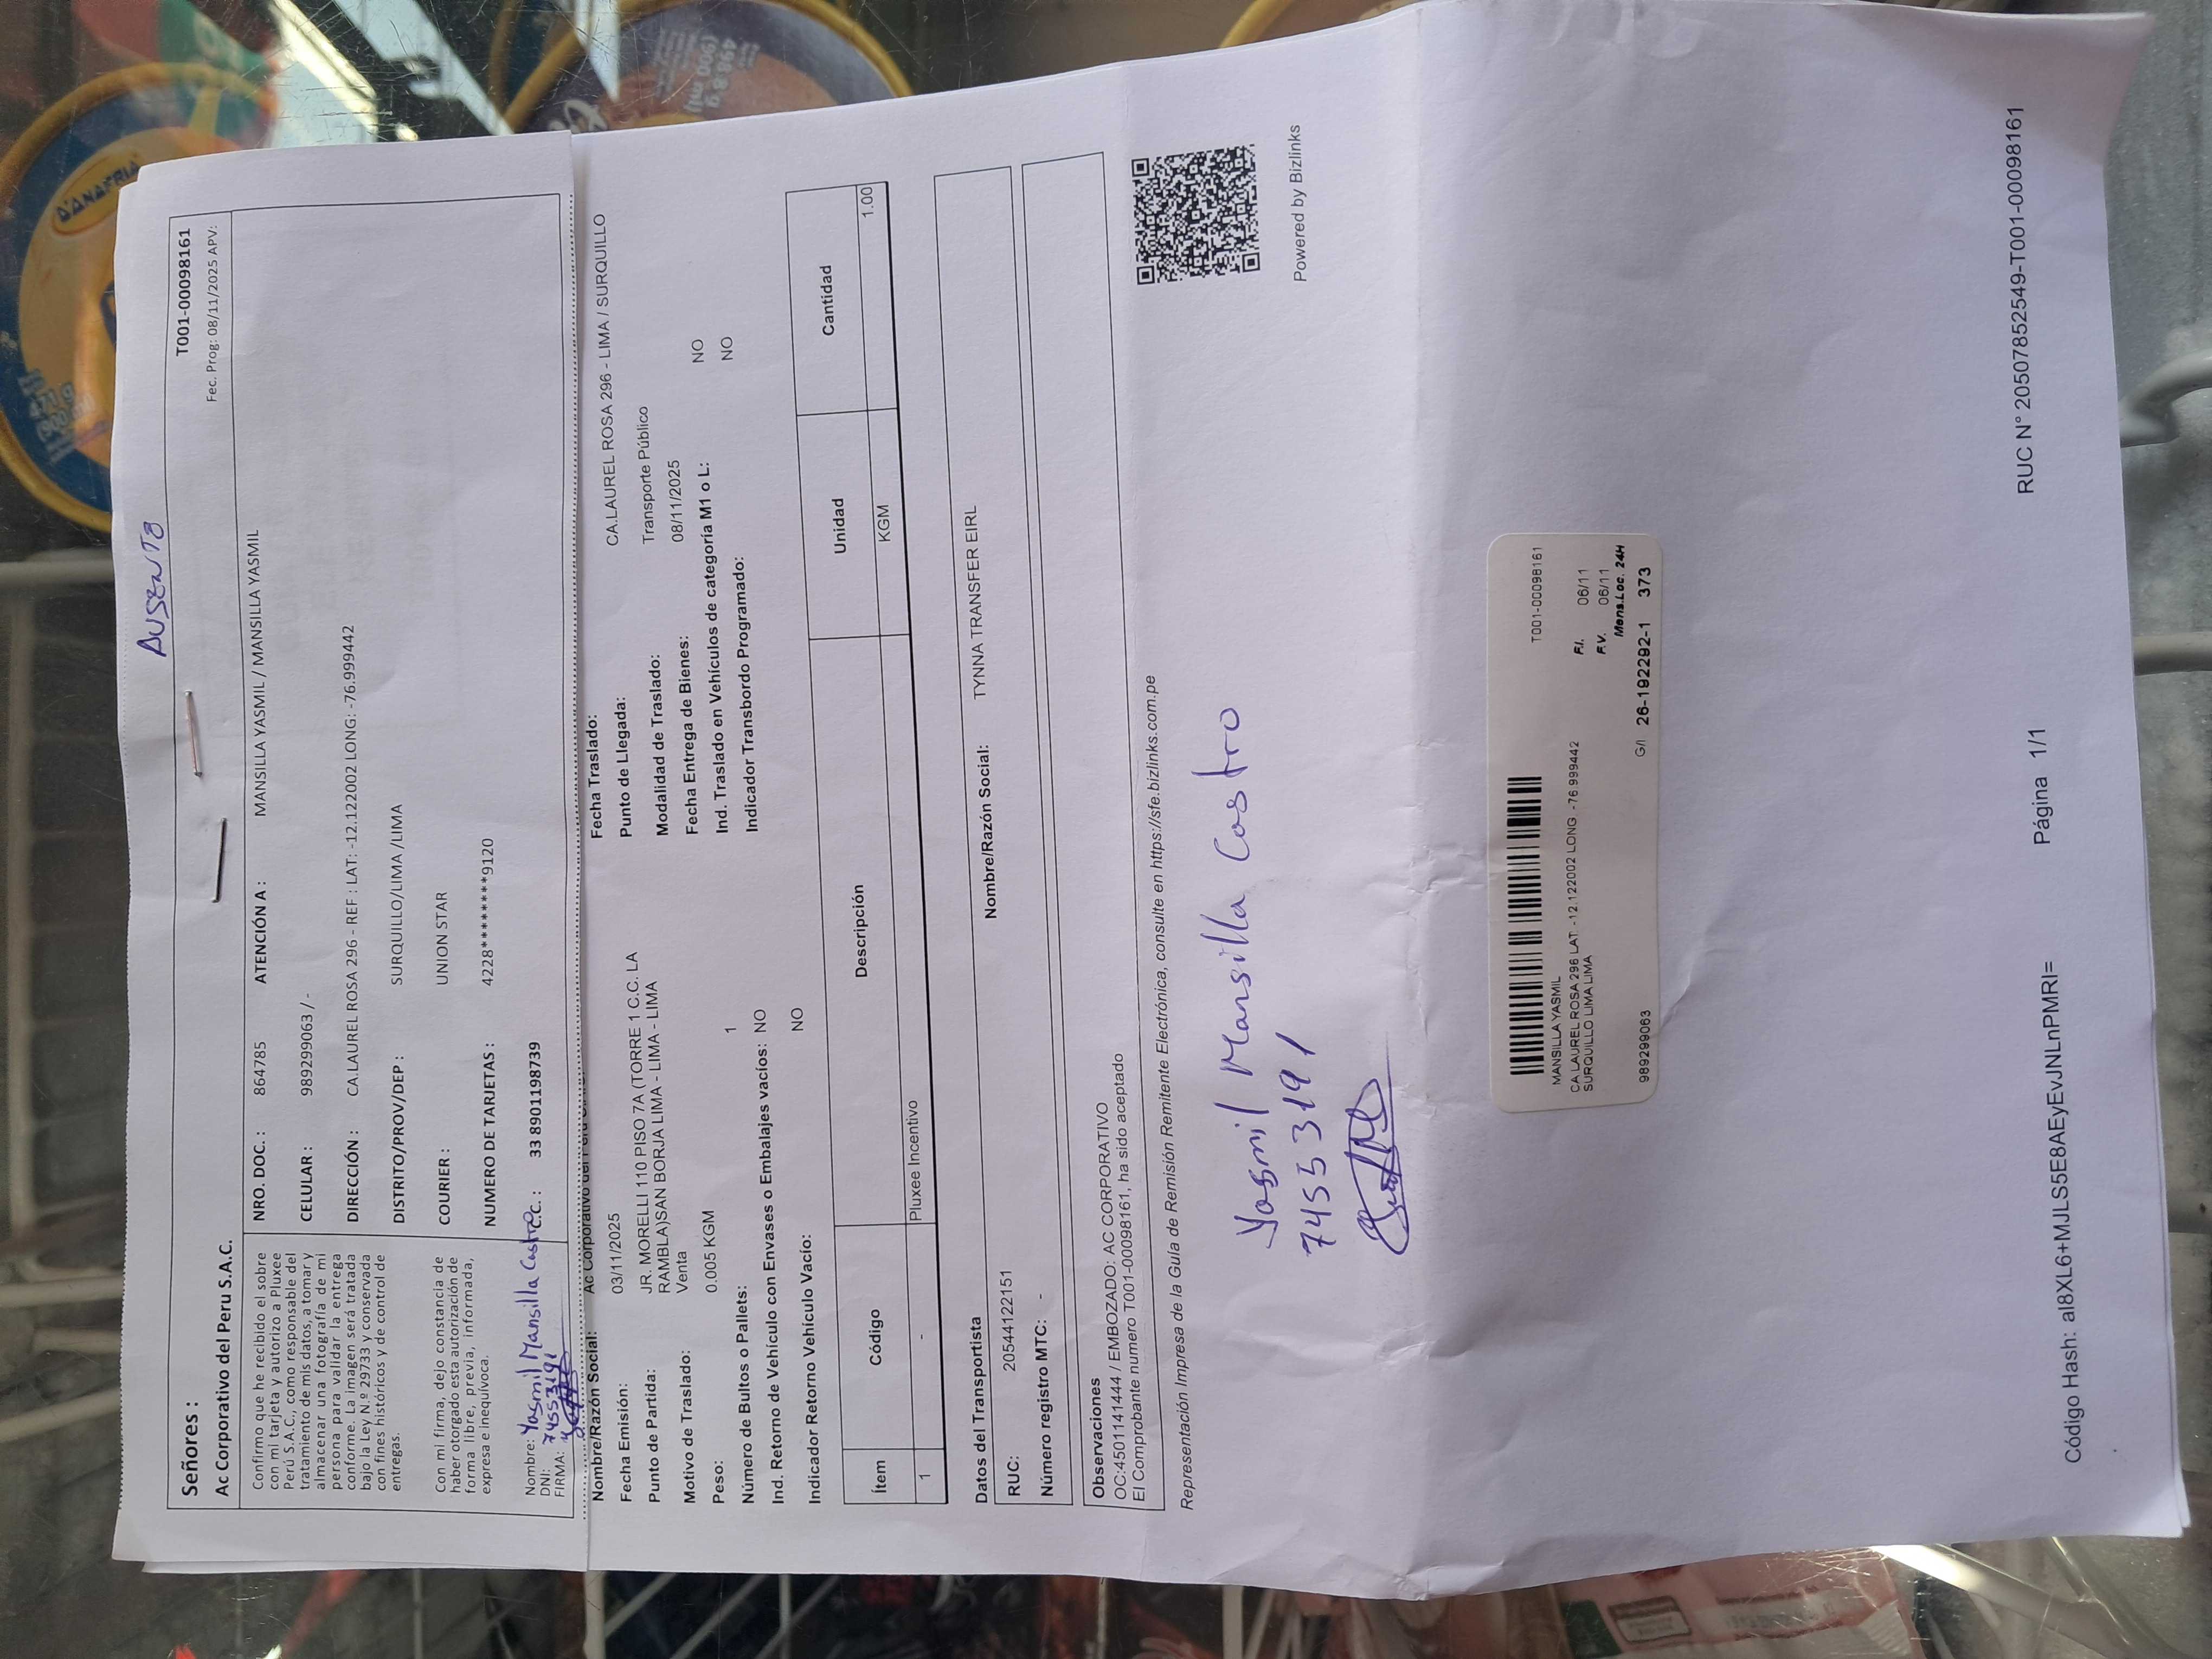 AUSENTE
Señores :
T001-00098161
Ac Corporativo del Peru S.A.C.
Fec. Prog: 08/11/2025 APV:
Confirmo que he recibido el sobre
con mi tarjeta y autorizo a Pluxee
Perú S.A.C., como responsable del
tratamiento de mis datos, a tomar y
almacenar una fotografía de mi
persona para validar la entrega
conforme. La imagen será tratada
bajo la Ley N.º 29733 y conservada
con fines históricos y de control de
entregas.
Con mi firma, dejo constancia de
haber otorgado esta autorización de
forma libre, previa, informada,
expresa e inequívoca.
Nombre: Yasmil Mansilla Castro
DNI: 74553191
FIRMA:
NRO. DOC. : 864785 ATENCIÓN A : MANSILLA YASMIL / MANSILLA YASMIL
CELULAR : 989299063 / -
DIRECCIÓN : CA.LAUREL ROSA 296 - REF : LAT: -12.122002 LONG: -76.999442
DISTRITO/PROV/DEP : SURQUILLO/LIMA /LIMA
COURIER : UNION STAR
NUMERO DE TARJETAS : 4228*********9120
C.C. : 33 8901198739
Nombre/Razón Social: Ac Corporativo del Perú S.A.C. Fecha Traslado:
Fecha Emisión: 03/11/2025 Punto de Llegada: CA.LAUREL ROSA 296 - LIMA / SURQUILLO
Punto de Partida: JR. MORELLI 110 PISO 7A (TORRE 1 C.C. LA Modalidad de Traslado: Transporte Público
RAMBLA)SAN BORJA LIMA - LIMA - LIMA
Motivo de Traslado: Venta Fecha Entrega de Bienes: 08/11/2025
Peso: 0.005 KGM Ind. Traslado en Vehículos de categoría M1 o L: NO
Número de Bultos o Pallets: 1 Indicador Transbordo Programado: NO
Ind. Retorno de Vehículo con Envases o Embalajes vacíos: NO
Indicador Retorno Vehículo Vacío: NO
Ítem Código Descripción Unidad Cantidad
1 - Pluxee Incentivo KGM 1.00
Datos del Transportista
RUC: 20544122151 Nombre/Razón Social: TYNNA TRANSFER EIRL
Número registro MTC: -
Observaciones
OC:4501141444 / EMBOZADO: AC CORPORATIVO
El Comprobante numero T001-00098161, ha sido aceptado
Representación Impresa de la Guía de Remisión Remitente Electrónica, consulte en https://sfe.bizlinks.com.pe
Powered by Bizlinks
Yasmil Mansilla Castro
74553191
T001-00098161
MANSILLA YASMIL
CA.LAUREL ROSA 296 LAT: -12.122002 LONG: -76.999442
SURQUILLO LIMA LIMA
F.I. 06/11
F.V. 06/11
Mens.Loc. 24H
989299063 G/I 26-192292-1 373
RUC N° 20507852549-T001-00098161
Página 1/1
Código Hash: al8XL6+MJLS5E8AEyEvJNLnPMRI=
D'ONOFRIO
471 g
(900 ml)